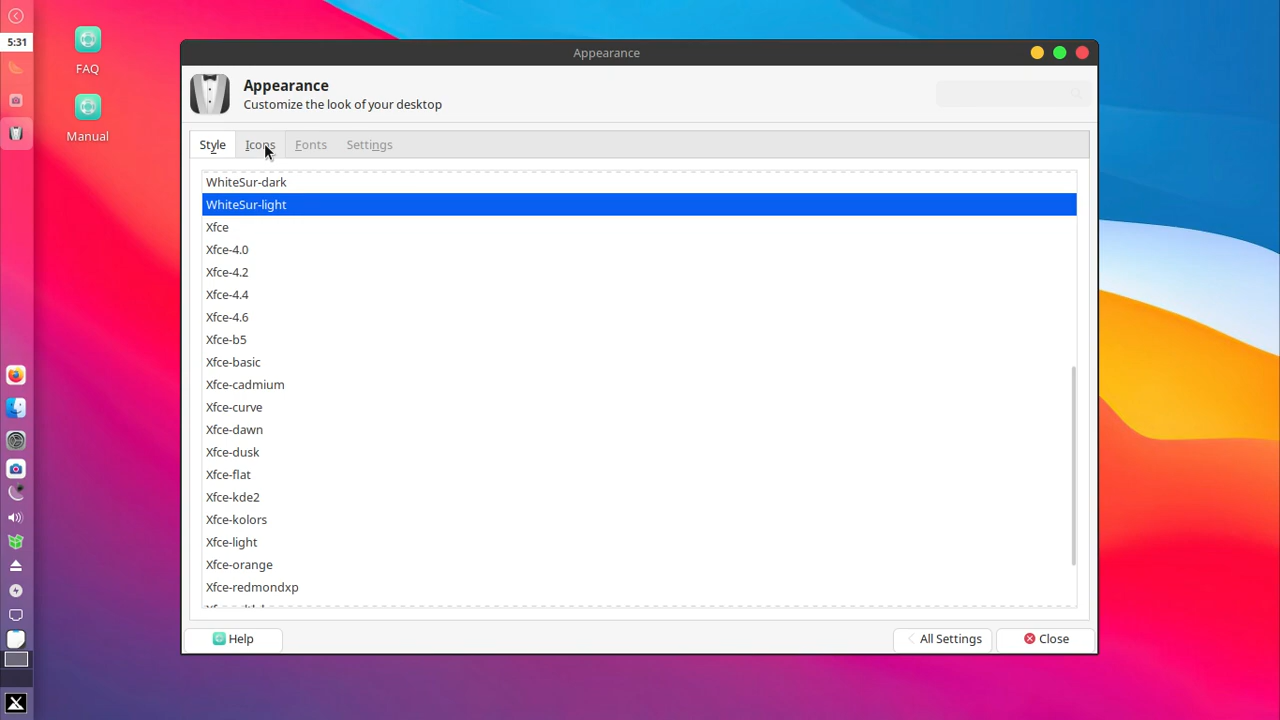 5:31
FAQ
Manual
Appearance
Appearance
Customize the look of your desktop
Style Icons Fonts Settings
WhiteSur-dark
WhiteSur-light
Xfce
Xfce-4.0
Xfce-4.2
Xfce-4.4
Xfce-4.6
Xfce-b5
Xfce-basic
Xfce-cadmium
Xfce-curve
Xfce-dawn
Xfce-dusk
Xfce-flat
Xfce-kde2
Xfce-kolors
Xfce-light
Xfce-orange
Xfce-redmondxp
Help All Settings Close